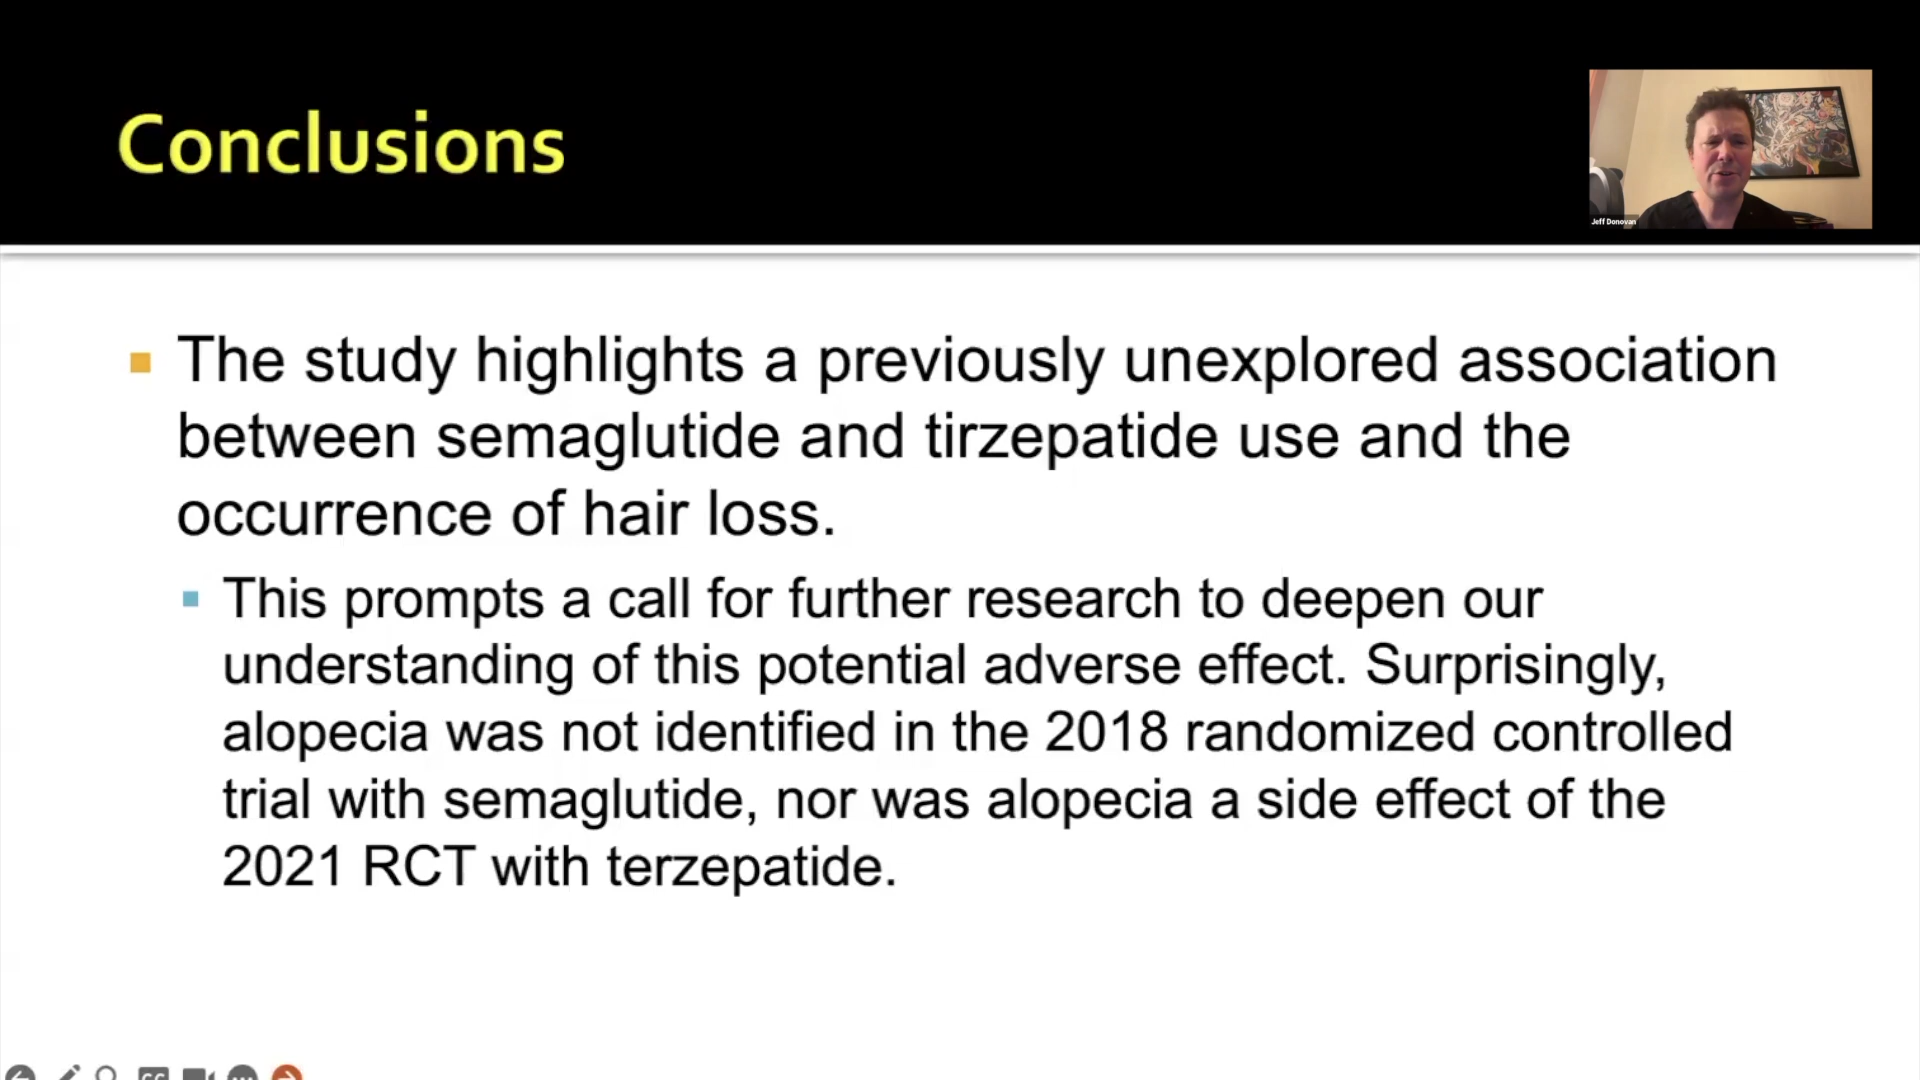 Conclusions
Jeff Donovan
The study highlights a previously unexplored association
between semaglutide and tirzepatide use and the
occurrence of hair loss.
This prompts a call for further research to deepen our
understanding of this potential adverse effect. Surprisingly,
alopecia was not identified in the 2018 randomized controlled
trial with semaglutide, nor was alopecia a side effect of the
2021 RCT with terzepatide.
CC